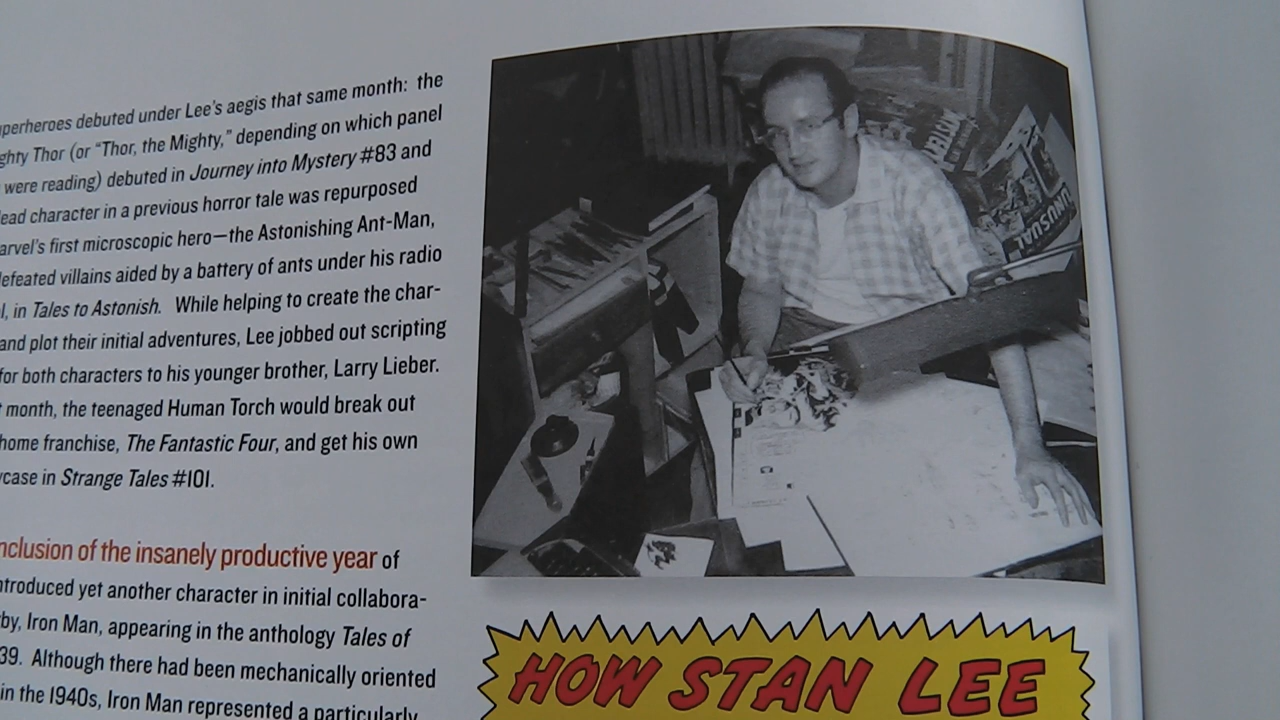 perheroes debuted under Lee's aegis that same month: the
ghty Thor (or "Thor, the Mighty," depending on which panel
were reading) debuted in Journey into Mystery #83 and
ead character in a previous horror tale was repurposed
arvel's first microscopic hero—the Astonishing Ant-Man,
efeated villains aided by a battery of ants under his radio
l, in Tales to Astonish. While helping to create the char-
and plot their initial adventures, Lee jobbed out scripting
for both characters to his younger brother, Larry Lieber.
t month, the teenaged Human Torch would break out
home franchise, The Fantastic Four, and get his own
case in Strange Tales #101.
nclusion of the insanely productive year of
ntroduced yet another character in initial collabora-
by, Iron Man, appearing in the anthology Tales of
39. Although there had been mechanically oriented
in the 1940s, Iron Man represented a particularly
UNUSUAL
HOW STAN LEE